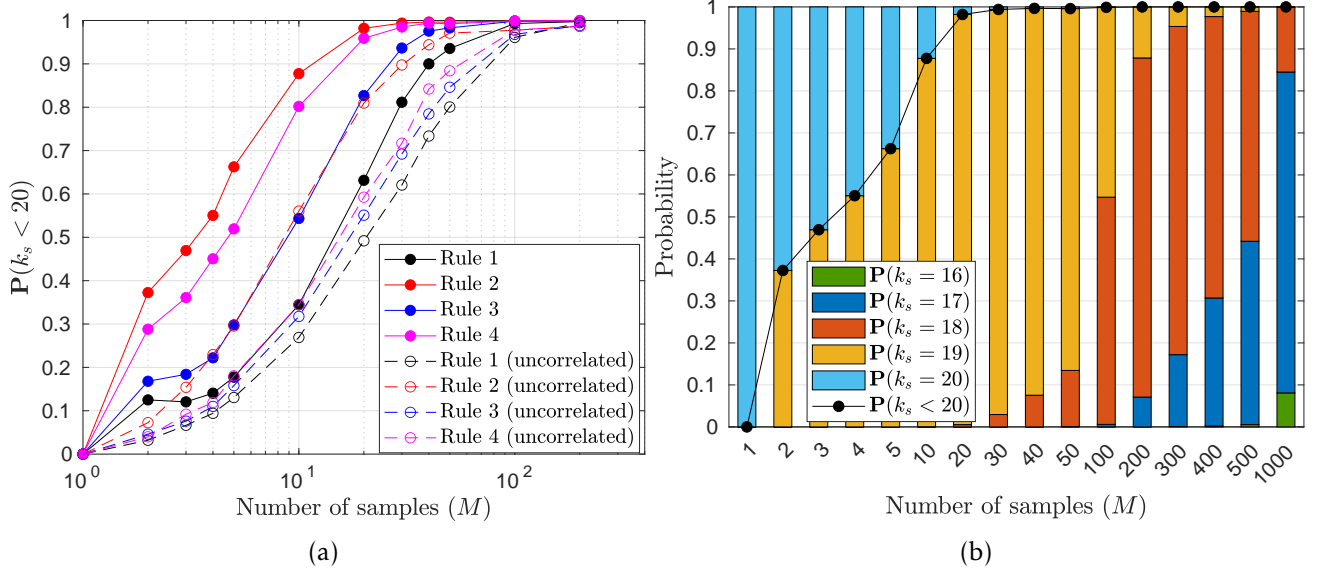 1
0.9
0.8
0.7
0.6
0.5
0.4
0.3
0.2
0.1
0
P(k_s < 20)
Rule 1
Rule 2
Rule 3
Rule 4
Rule 1 (uncorrelated)
Rule 2 (uncorrelated)
Rule 3 (uncorrelated)
Rule 4 (uncorrelated)
10^0 10^1 10^2
Number of samples (M)
(a)
1
0.9
0.8
0.7
0.6
0.5
0.4
0.3
0.2
0.1
0
Probability
P(k_s = 16)
P(k_s = 17)
P(k_s = 18)
P(k_s = 19)
P(k_s = 20)
P(k_s < 20)
1 2 3 4 5 10 20 30 40 50 100 200 300 400 500 1000
Number of samples (M)
(b)